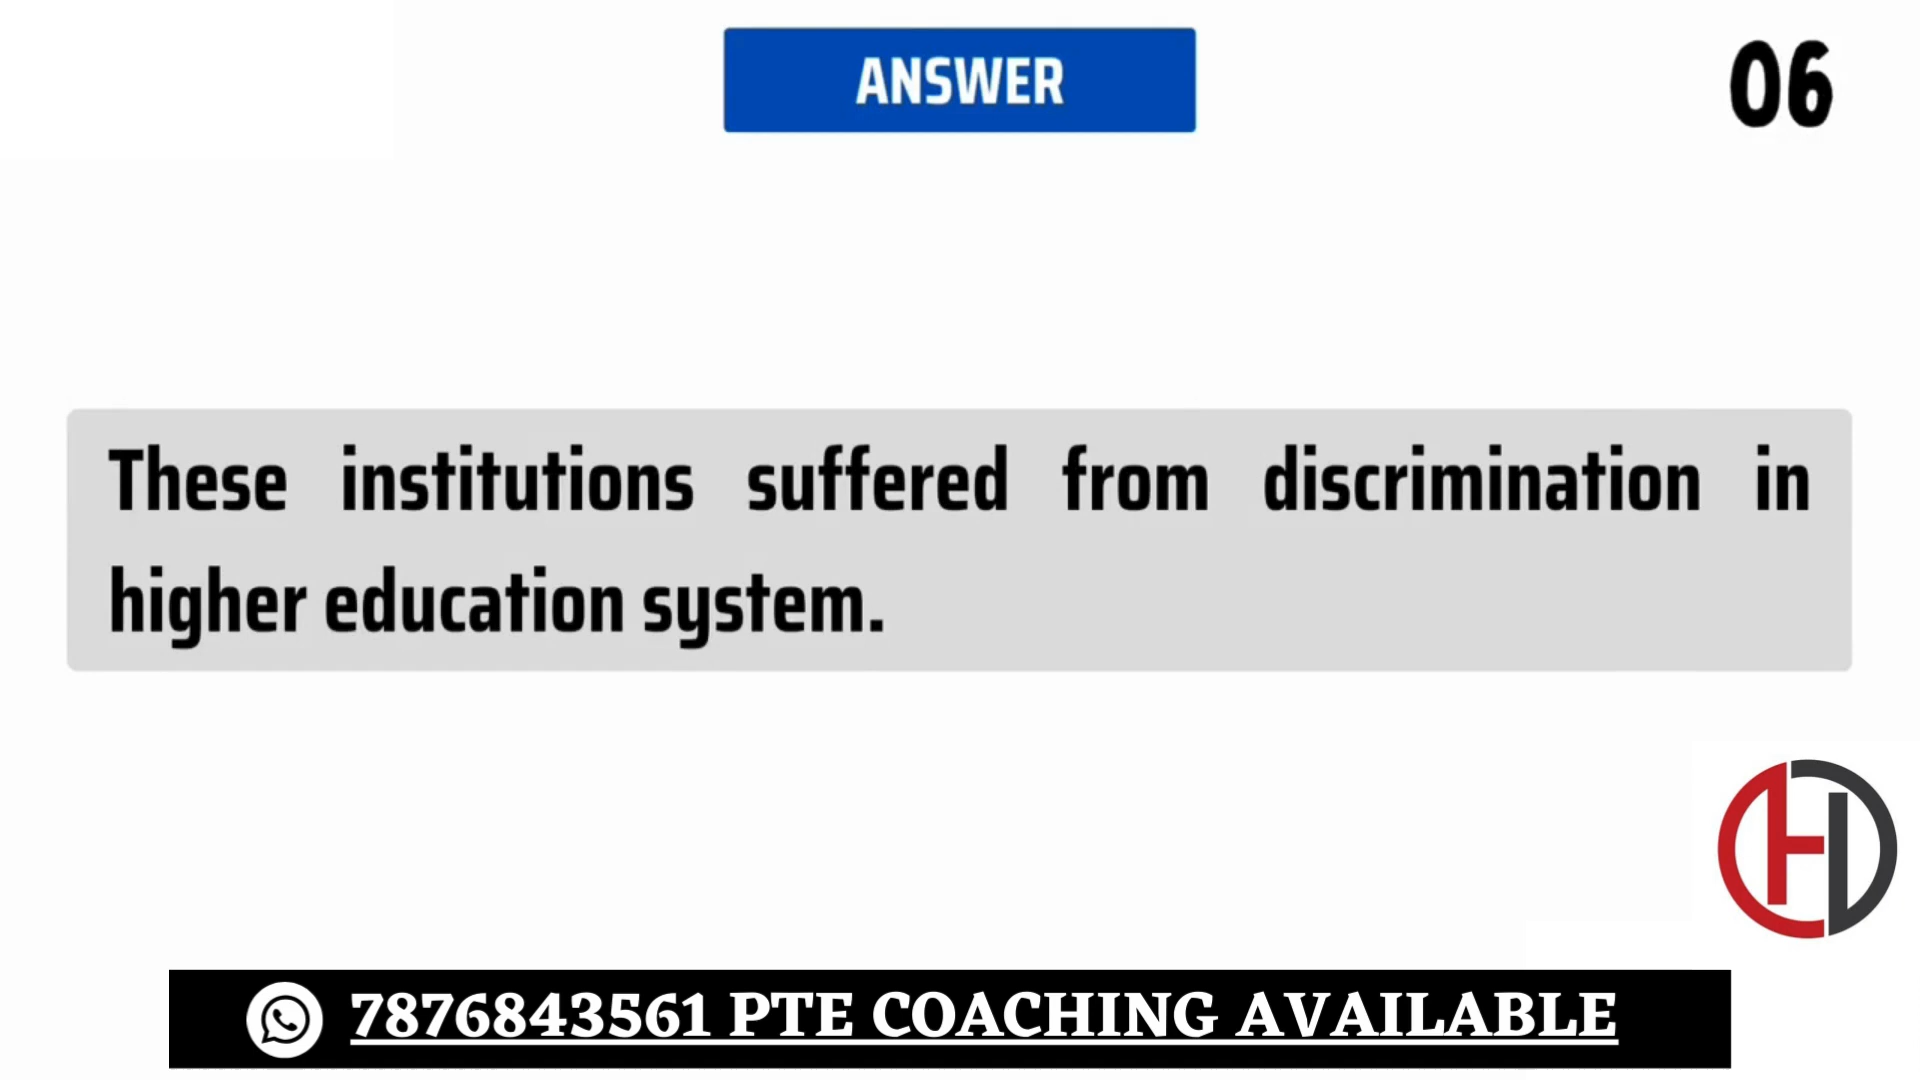 ANSWER
06
These institutions suffered from discrimination in
higher education system.
7876843561 PTE COACHING AVAILABLE